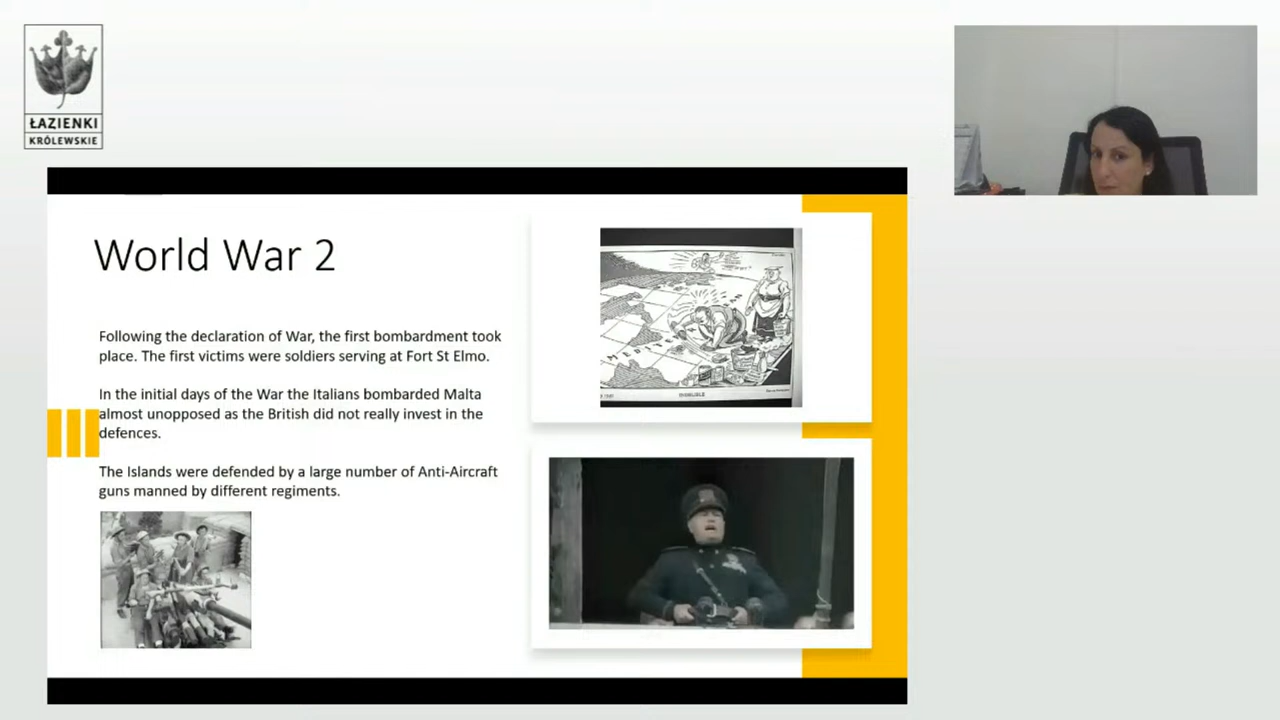 ŁAZIENKI
KRÓLEWSKIE
World War 2
Following the declaration of War, the first bombardment took
place. The first victims were soldiers serving at Fort St Elmo.
In the initial days of the War the Italians bombarded Malta
almost unopposed as the British did not really invest in the
defences.
The Islands were defended by a large number of Anti-Aircraft
guns manned by different regiments.